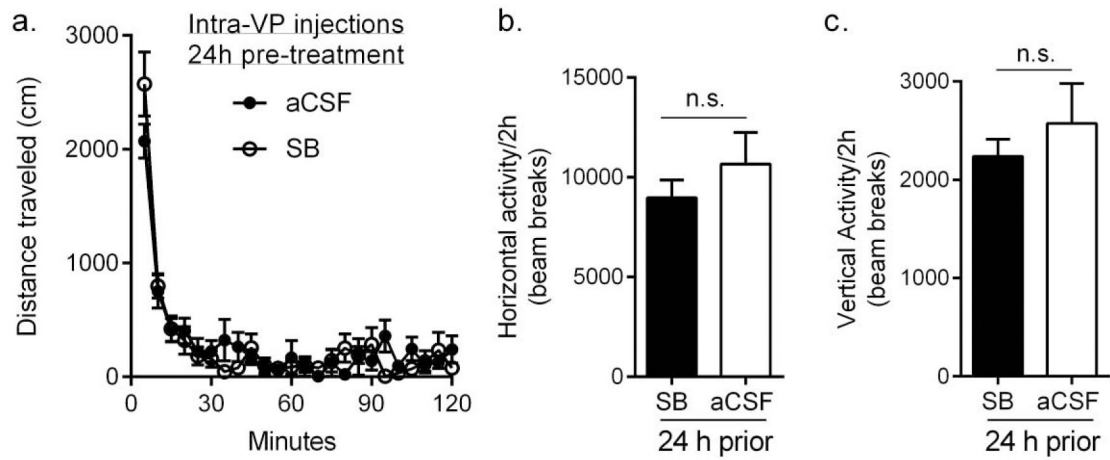 a.
Intra-VP injections
24h pre-treatment
aCSF
SB
Distance traveled (cm)
3000
2000
1000
0
0 30 60 90 120
Minutes
b.
n.s.
Horizontal activity/2h
(beam breaks)
15000
10000
5000
0
SB aCSF
24 h prior
c.
n.s.
Vertical Activity/2h
(beam breaks)
3000
2000
1000
0
SB aCSF
24 h prior